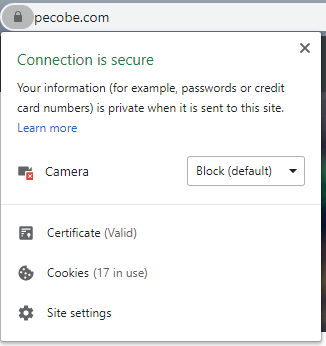 pecobe.com
Connection is secure
Your information (for example, passwords or credit
card numbers) is private when it is sent to this site.
Learn more
Camera Block (default)
Certificate (Valid)
Cookies (17 in use)
Site settings